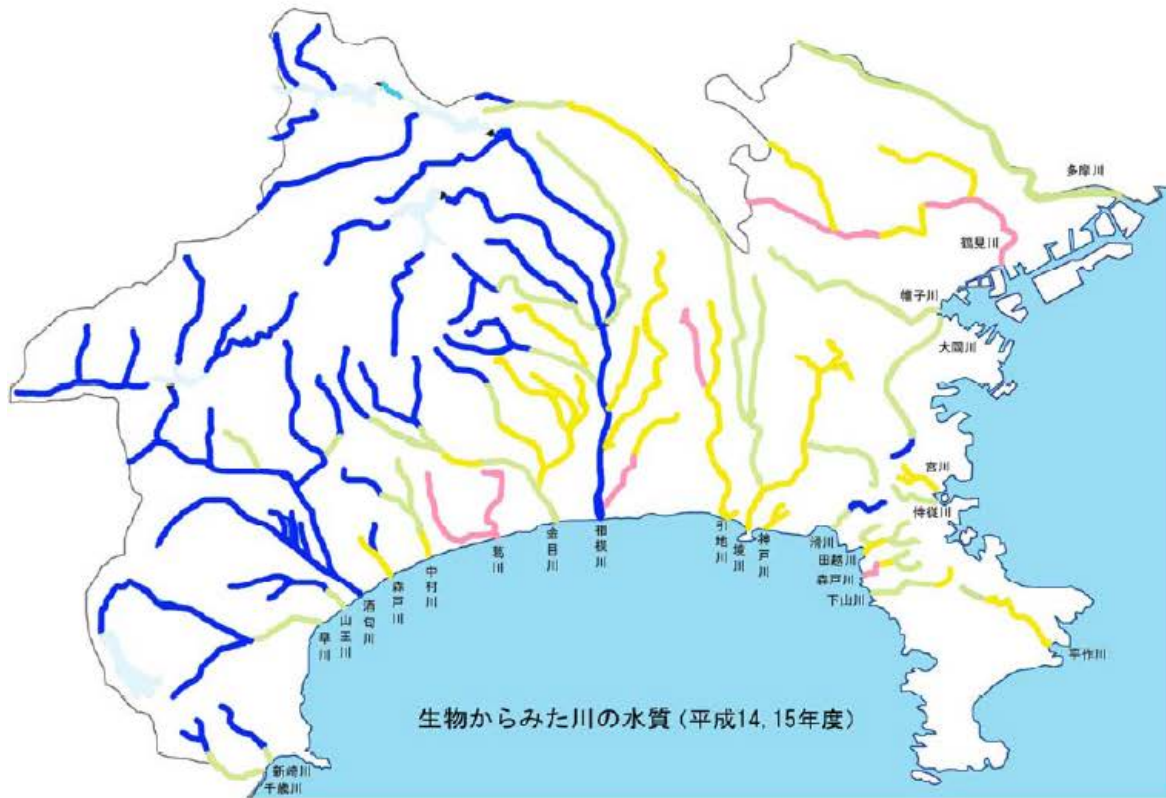 多摩川
鶴見川
帷子川
大岡川
宮川
侍従川
滑川
田越川
森戸川
下山川
平作川
神戸川
境川
引地川
相模川
金目川
葛川
中村川
森戸川
酒匂川
山王川
早川
新崎川
千歳川
生物からみた川の水質(平成14,15年度)